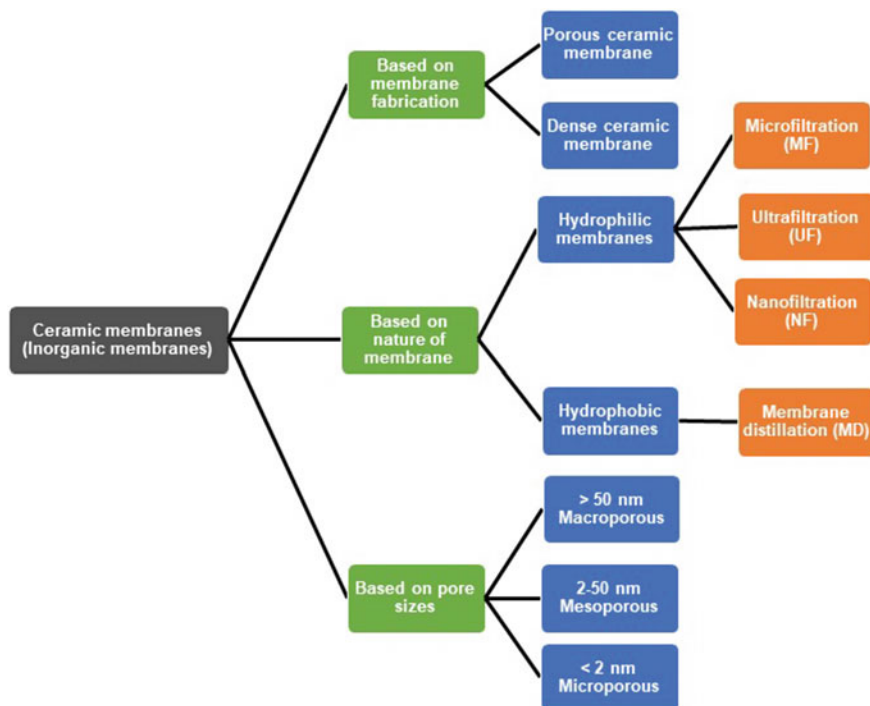 Ceramic membranes
(Inorganic membranes)
Based on
membrane
fabrication
Porous ceramic
membrane
Dense ceramic
membrane
Based on
nature of
membrane
Hydrophilic
membranes
Microfiltration
(MF)
Ultrafiltration
(UF)
Nanofiltration
(NF)
Hydrophobic
membranes
Membrane
distillation (MD)
Based on pore
sizes
> 50 nm
Macroporous
2-50 nm
Mesoporous
< 2 nm
Microporous